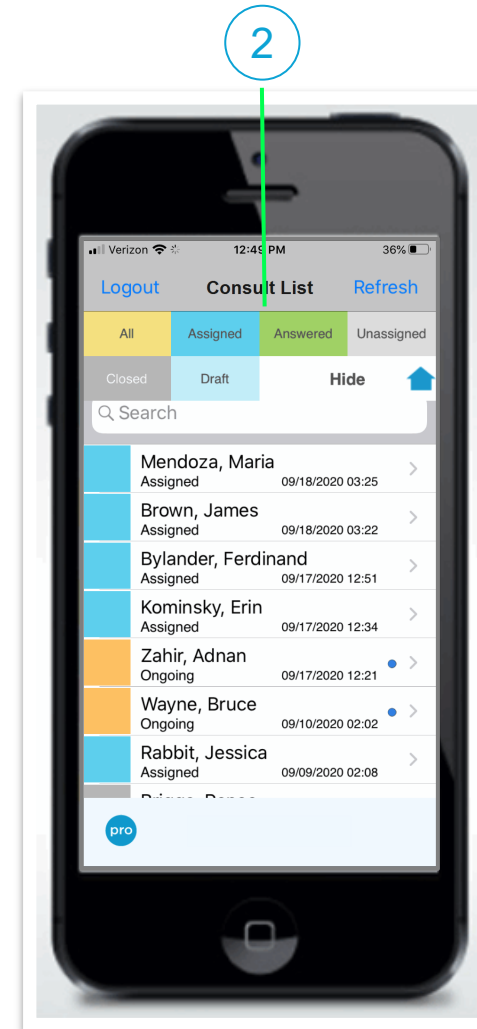 2
Verizon 12:49 PM 36%
Logout Consult List Refresh
All Assigned Answered Unassigned
Closed Draft Hide
Search
Mendoza, Maria
Assigned 09/18/2020 03:25
Brown, James
Assigned 09/18/2020 03:22
Bylander, Ferdinand
Assigned 09/17/2020 12:51
Kominsky, Erin
Assigned 09/17/2020 12:34
Zahir, Adnan
Ongoing 09/17/2020 12:21
Wayne, Bruce
Ongoing 09/10/2020 02:02
Rabbit, Jessica
Assigned 09/09/2020 02:08
pro